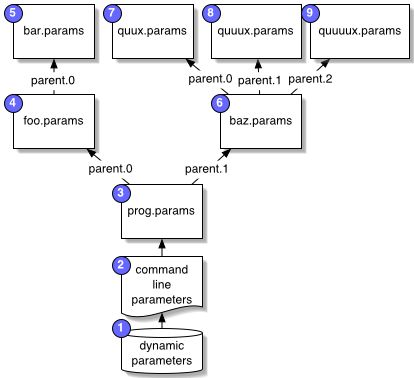 5
bar.params
7
quux.params
8
quuux.params
9
quuuux.params
parent.0
parent.0
parent.1
parent.2
4
foo.params
6
baz.params
parent.0
parent.1
3
prog.params
2
command
line
parameters
1
dynamic
parameters